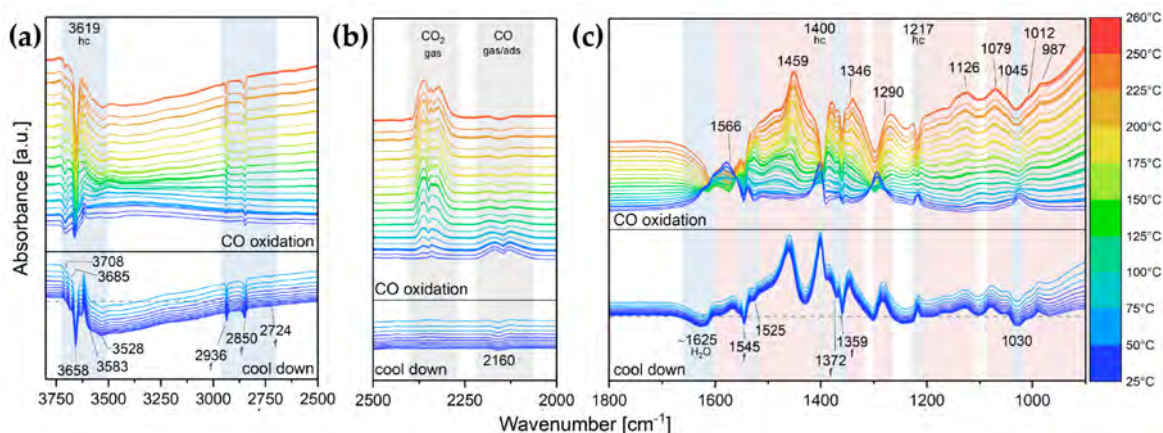 (a)
3619
hc
CO oxidation
3708
3685
3528
3658
3583
2936
f
2850
f
2724
f
cool down
3750
3500
3250
3000
2750
2500
Absorbance [a.u.]
(b)
CO₂
gas
CO
gas/ads
CO oxidation
2160
cool down
2500
2400
2200
2000
Wavenumber [cm⁻¹]
(c)
1400
hc
1217
hc
1459
1346
1290
1566
1126
1079
1045
1012
987
CO oxidation
~1625
H₂O
1545
f
1525
1372
f
1359
f
1030
cool down
1800
1600
1400
1200
1000
260°C
250°C
225°C
200°C
175°C
150°C
125°C
100°C
75°C
50°C
25°C